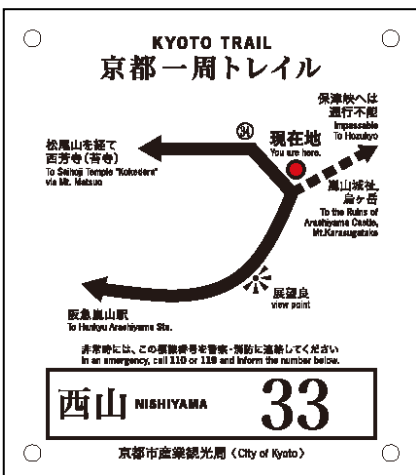 KYOTO TRAIL
京都一周トレイル
保津峡へは
通行不能
Impassable
To Hozukyo
34
現在地
You are here.
松尾山を経て
西芳寺(苔寺)
To Saihoji Temple "Kokedera"
via Mt. Matsuo
嵐山城址,
烏ヶ岳
To the Ruins of
Arashiyama Castle,
Mt.Karasugatake
展望良
view point
阪急嵐山駅
To Hankyu Arashiyama Sta.
非常時には、この標識番号を警察・消防に連絡してください
In an emergency, call 110 or 119 and inform the number below.
西山 NISHIYAMA 33
京都市産業観光局〈City of Kyoto〉